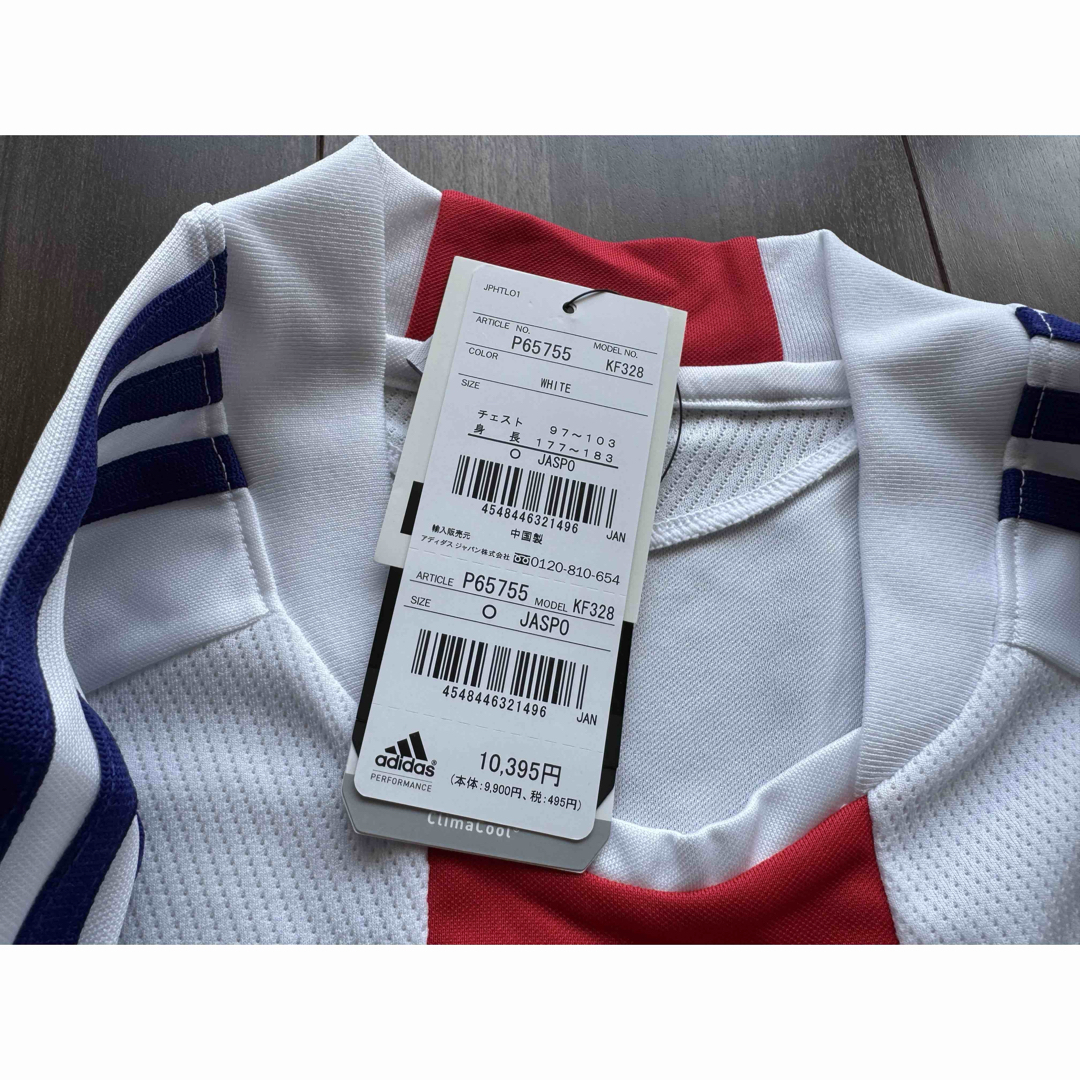 JPHTL01
ARTICLE NO. P65755 MODEL NO. KF328
COLOR WHITE
SIZE
チェスト 97～103
身長 177～183
O JASPO
4548446321496 JAN
輸入販売元 中国製
アディダス ジャパン株式会社 0120-810-654
ARTICLE P65755 MODEL KF328
SIZE O JASPO
4548446321496 JAN
adidas®
PERFORMANCE
10,395円
(本体:9,900円、税:495円)
ClimaCool™